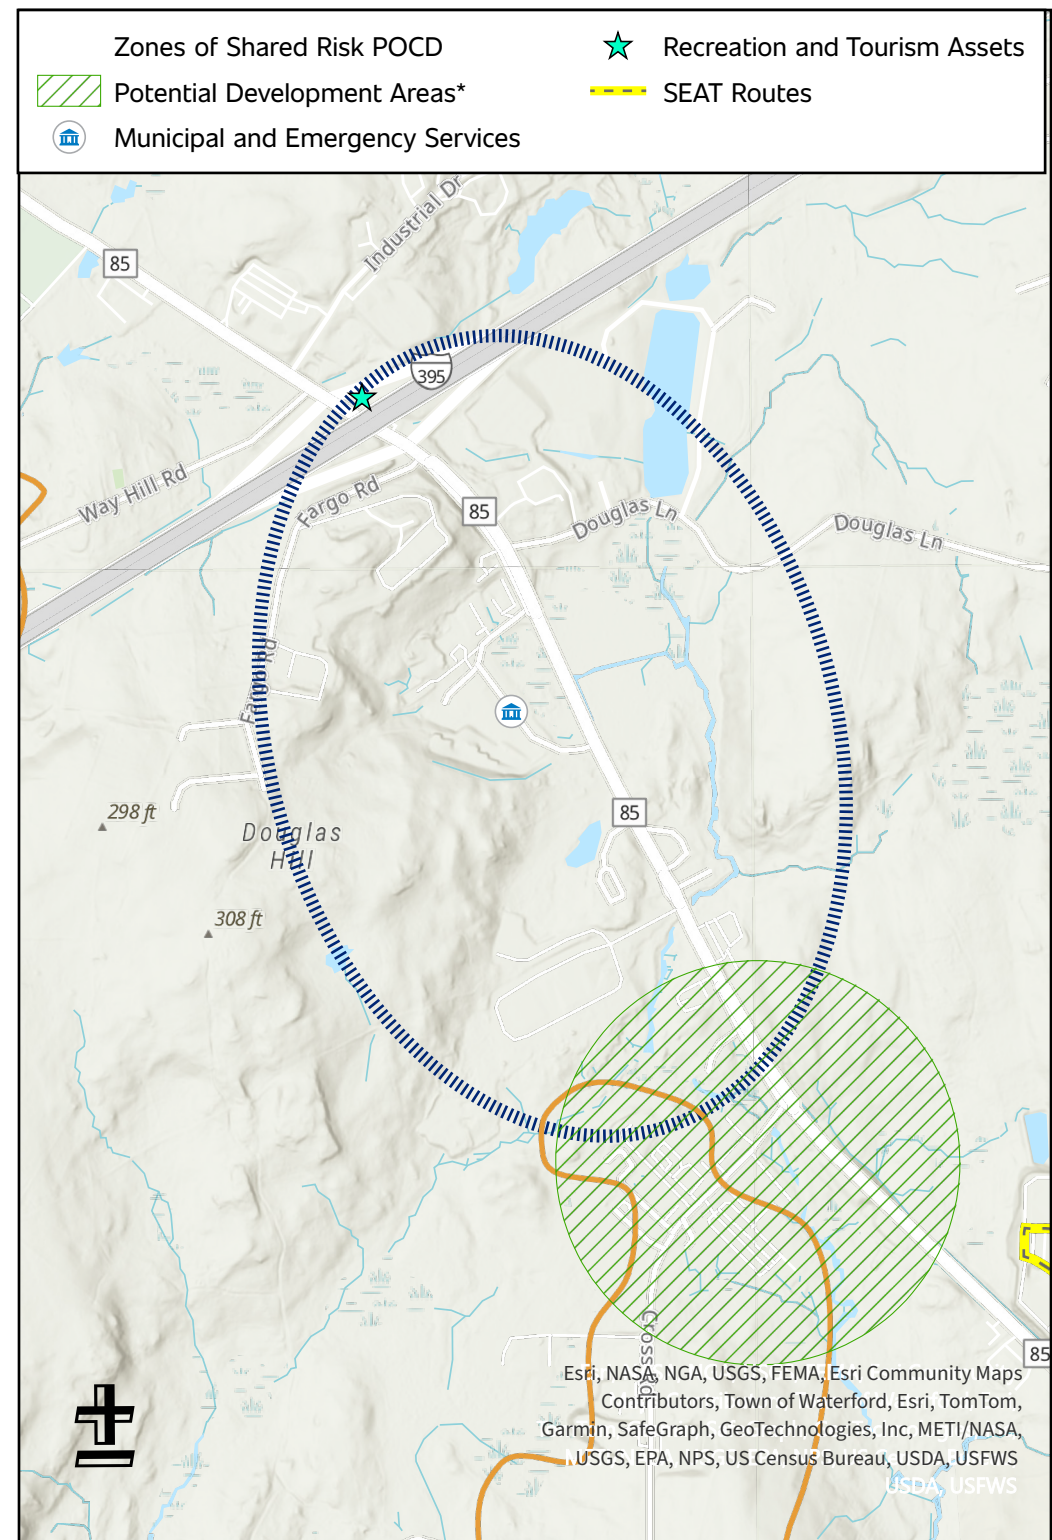 Zones of Shared Risk POCD
Recreation and Tourism Assets
Potential Development Areas*
SEAT Routes
Municipal and Emergency Services
Industrial Dr
85
395
Way Hill Rd
Fargo Rd
85
Douglas Ln
Douglas Ln
Fargo Rd
298 ft
85
Douglas
Hill
308 ft
Cross Rd
85
Esri, NASA, NGA, USGS, FEMA, Esri Community Maps
Contributors, Town of Waterford, Esri, TomTom,
Garmin, SafeGraph, GeoTechnologies, Inc, METI/NASA,
USGS, EPA, NPS, US Census Bureau, USDA, USFWS
USDA, USFWS